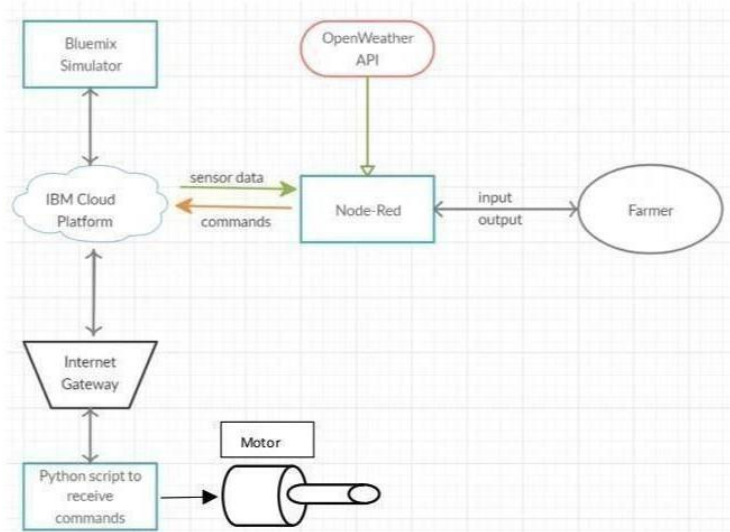 Bluemix
Simulator
OpenWeather
API
IBM Cloud
Platform
sensor data
commands
Node-Red
input
output
Farmer
Internet
Gateway
Motor
Python script to
receive
commands